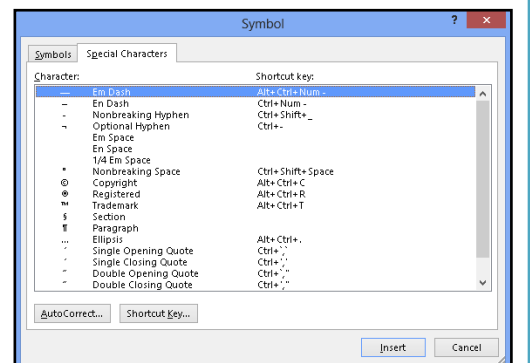 Symbol ? ×
Symbols Special Characters
Character: Shortcut key:
— Em Dash Alt+Ctrl+Num -
– En Dash Ctrl+Num -
- Nonbreaking Hyphen Ctrl+Shift+_
¬ Optional Hyphen Ctrl+-
Em Space
En Space
1/4 Em Space
° Nonbreaking Space Ctrl+Shift+Space
© Copyright Alt+Ctrl+C
® Registered Alt+Ctrl+R
™ Trademark Alt+Ctrl+T
§ Section
¶ Paragraph
... Ellipsis Alt+Ctrl+.
‘ Single Opening Quote Ctrl+`,`
’ Single Closing Quote Ctrl+','
“ Double Opening Quote Ctrl+`,"
” Double Closing Quote Ctrl+',"
AutoCorrect... Shortcut Key...
Insert Cancel